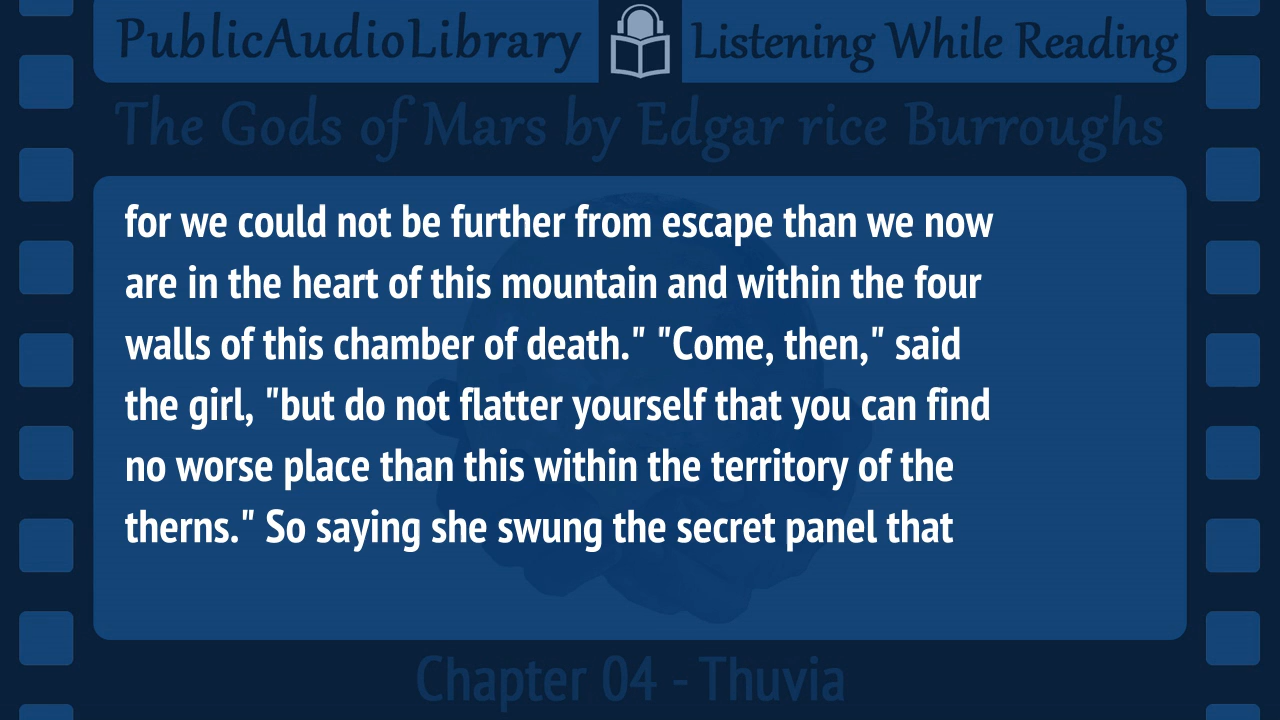 PublicAudioLibrary Listening While Reading
The Gods of Mars by Edgar rice Burroughs
for we could not be further from escape than we now
are in the heart of this mountain and within the four
walls of this chamber of death." "Come, then," said
the girl, "but do not flatter yourself that you can find
no worse place than this within the territory of the
therns." So saying she swung the secret panel that
Chapter 04 - Thuvia